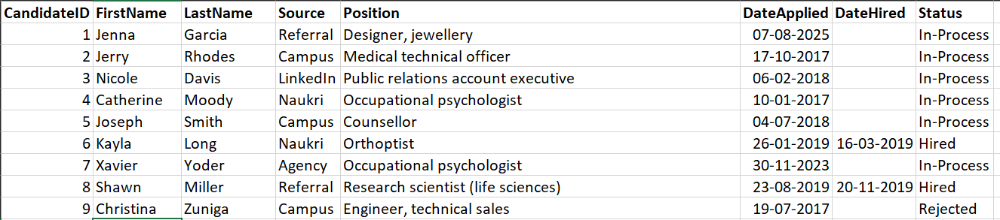 CandidateID FirstName LastName Source Position DateApplied DateHired Status
1 Jenna Garcia Referral Designer, jewellery 07-08-2025 In-Process
2 Jerry Rhodes Campus Medical technical officer 17-10-2017 In-Process
3 Nicole Davis LinkedIn Public relations account executive 06-02-2018 In-Process
4 Catherine Moody Naukri Occupational psychologist 10-01-2017 In-Process
5 Joseph Smith Campus Counsellor 04-07-2018 In-Process
6 Kayla Long Naukri Orthoptist 26-01-2019 16-03-2019 Hired
7 Xavier Yoder Agency Occupational psychologist 30-11-2023 In-Process
8 Shawn Miller Referral Research scientist (life sciences) 23-08-2019 20-11-2019 Hired
9 Christina Zuniga Campus Engineer, technical sales 19-07-2017 Rejected